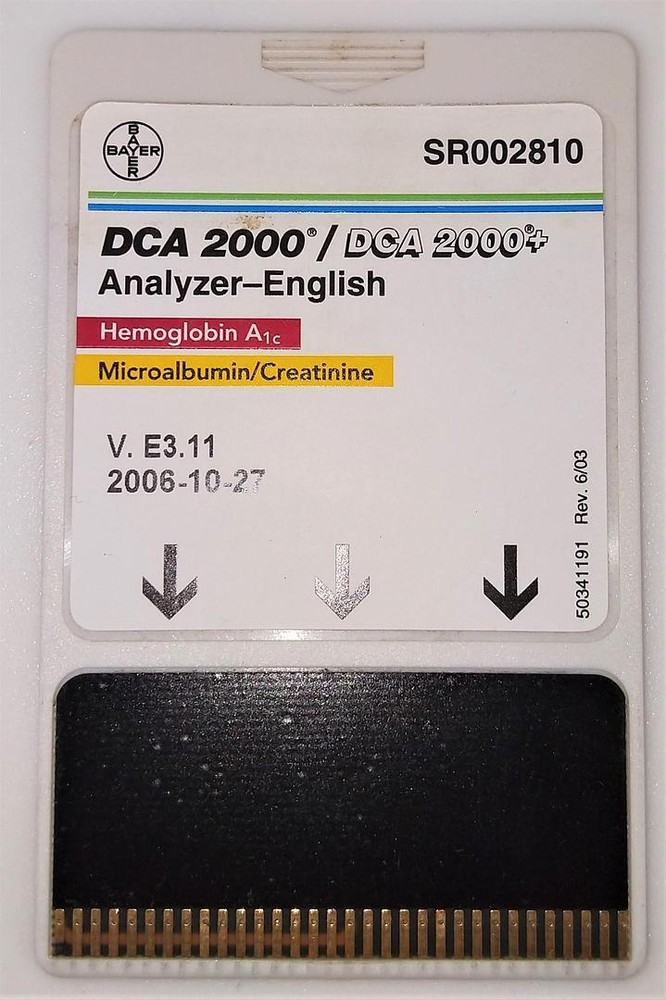 BAYER
BAYER
SR002810
DCA 2000® / DCA 2000®+
Analyzer–English
Hemoglobin A1c
Microalbumin/Creatinine
V. E3.11
2006-10-27
50341191 Rev. 6/03